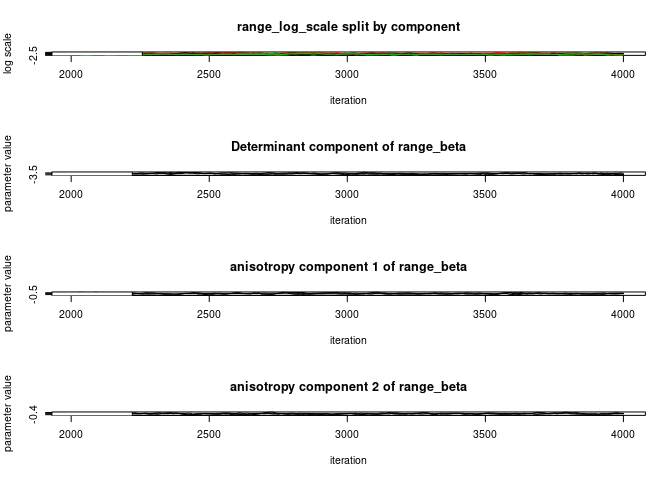 range_log_scale split by component
log scale
-2.5
2000 2500 3000 3500 4000
iteration
Determinant component of range_beta
parameter value
-3.5
2000 2500 3000 3500 4000
iteration
anisotropy component 1 of range_beta
parameter value
-0.5
2000 2500 3000 3500 4000
iteration
anisotropy component 2 of range_beta
parameter value
-0.4
2000 2500 3000 3500 4000
iteration